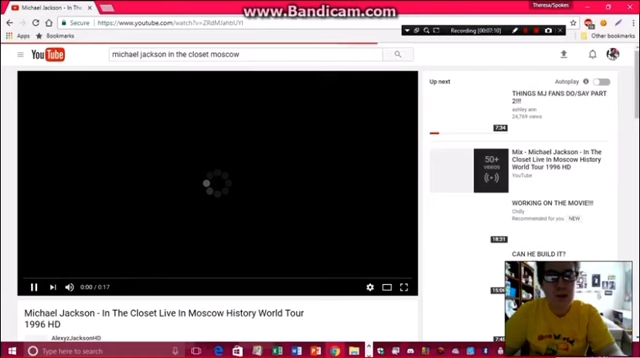 www.Bandicam.com
Michael Jackson - In The
Theresa/Spokes
Secure
https://www.youtube.com/watch?v=
Recording [00:07:10]
Apps
Bookmarks
Other bookmarks
YouTube
michael jackson in the closet moscow
Up next
Autoplay
THINGS MJ FANS DO/SAY PART
2!!!
ashley ann
24,769 views
7:34
50+
VIDEOS
Mix - Michael Jackson - In The
Closet Live In Moscow History
World Tour 1996 HD
YouTube
WORKING ON THE MOVIE!!!
Chilly
Recommended for you
NEW
18:31
CAN HE BUILD IT?
0:00 / 0:17
Michael Jackson - In The Closet Live In Moscow History World Tour
1996 HD
AlexyzJacksonHD
Type here to search